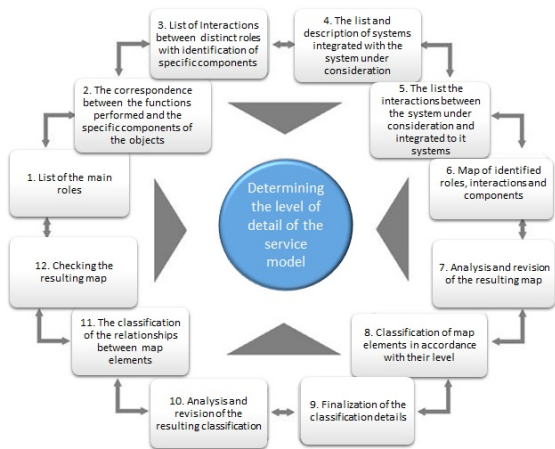 1. List of the main
roles
2. The correspondence
between the functions
performed and the
specific components of
the objects
3. List of Interactions
between distinct roles
with identification of
specific components
4. The list and
description of systems
integrated with the
system under
consideration
5. The list the
interactions between
the system under
consideration and
integrated to it
systems
6. Map of identified
roles, interactions and
components
7. Analysis and revision
of the resulting map
8. Classification of map
elements in accordance
with their level
9. Finalization of the
classification details
10. Analysis and
revision of the
resulting classification
11. The classification
of the relationships
between map
elements
12. Checking the
resulting map
Determining
the level of
detail of the
service
model